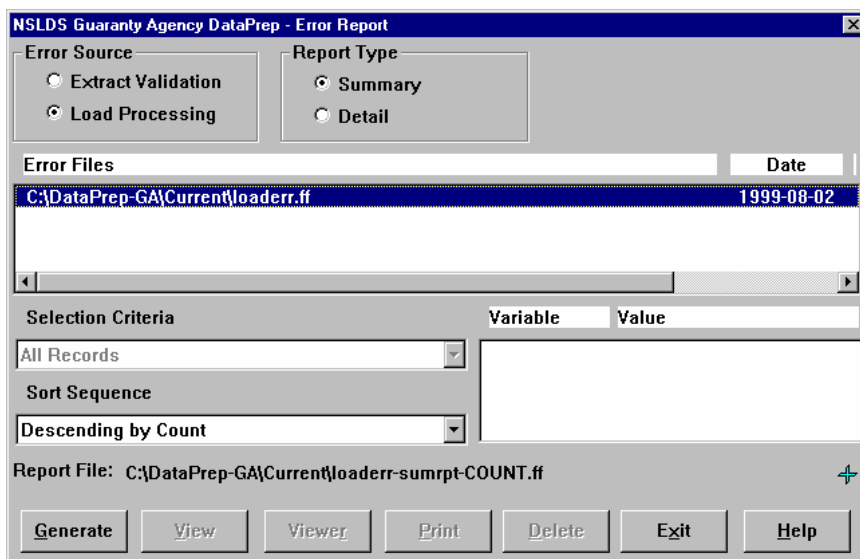 NSLDS Guaranty Agency DataPrep - Error Report
Error Source Report Type
Extract Validation Summary
Load Processing Detail
Error Files Date
C:\DataPrep-GA\Current\loaderr.ff 1999-08-02
Selection Criteria Variable Value
All Records
Sort Sequence
Descending by Count
Report File: C:\DataPrep-GA\Current\loaderr-sumrpt-COUNT.ff
Generate View Viewer Print Delete Exit Help